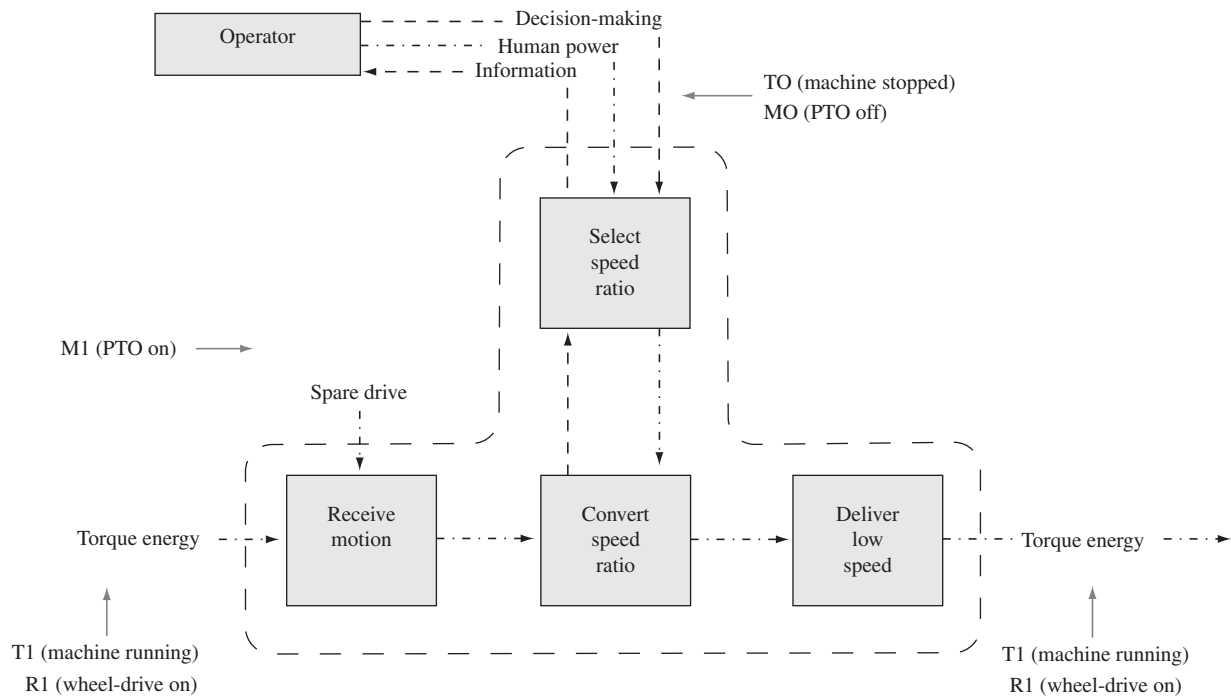 Decision-making
Operator
Human power
Information
TO (machine stopped)
MO (PTO off)
Select
speed
ratio
M1 (PTO on)
Spare drive
Receive
motion
Convert
speed
ratio
Deliver
low
speed
Torque energy
Torque energy
T1 (machine running)
R1 (wheel-drive on)
T1 (machine running)
R1 (wheel-drive on)